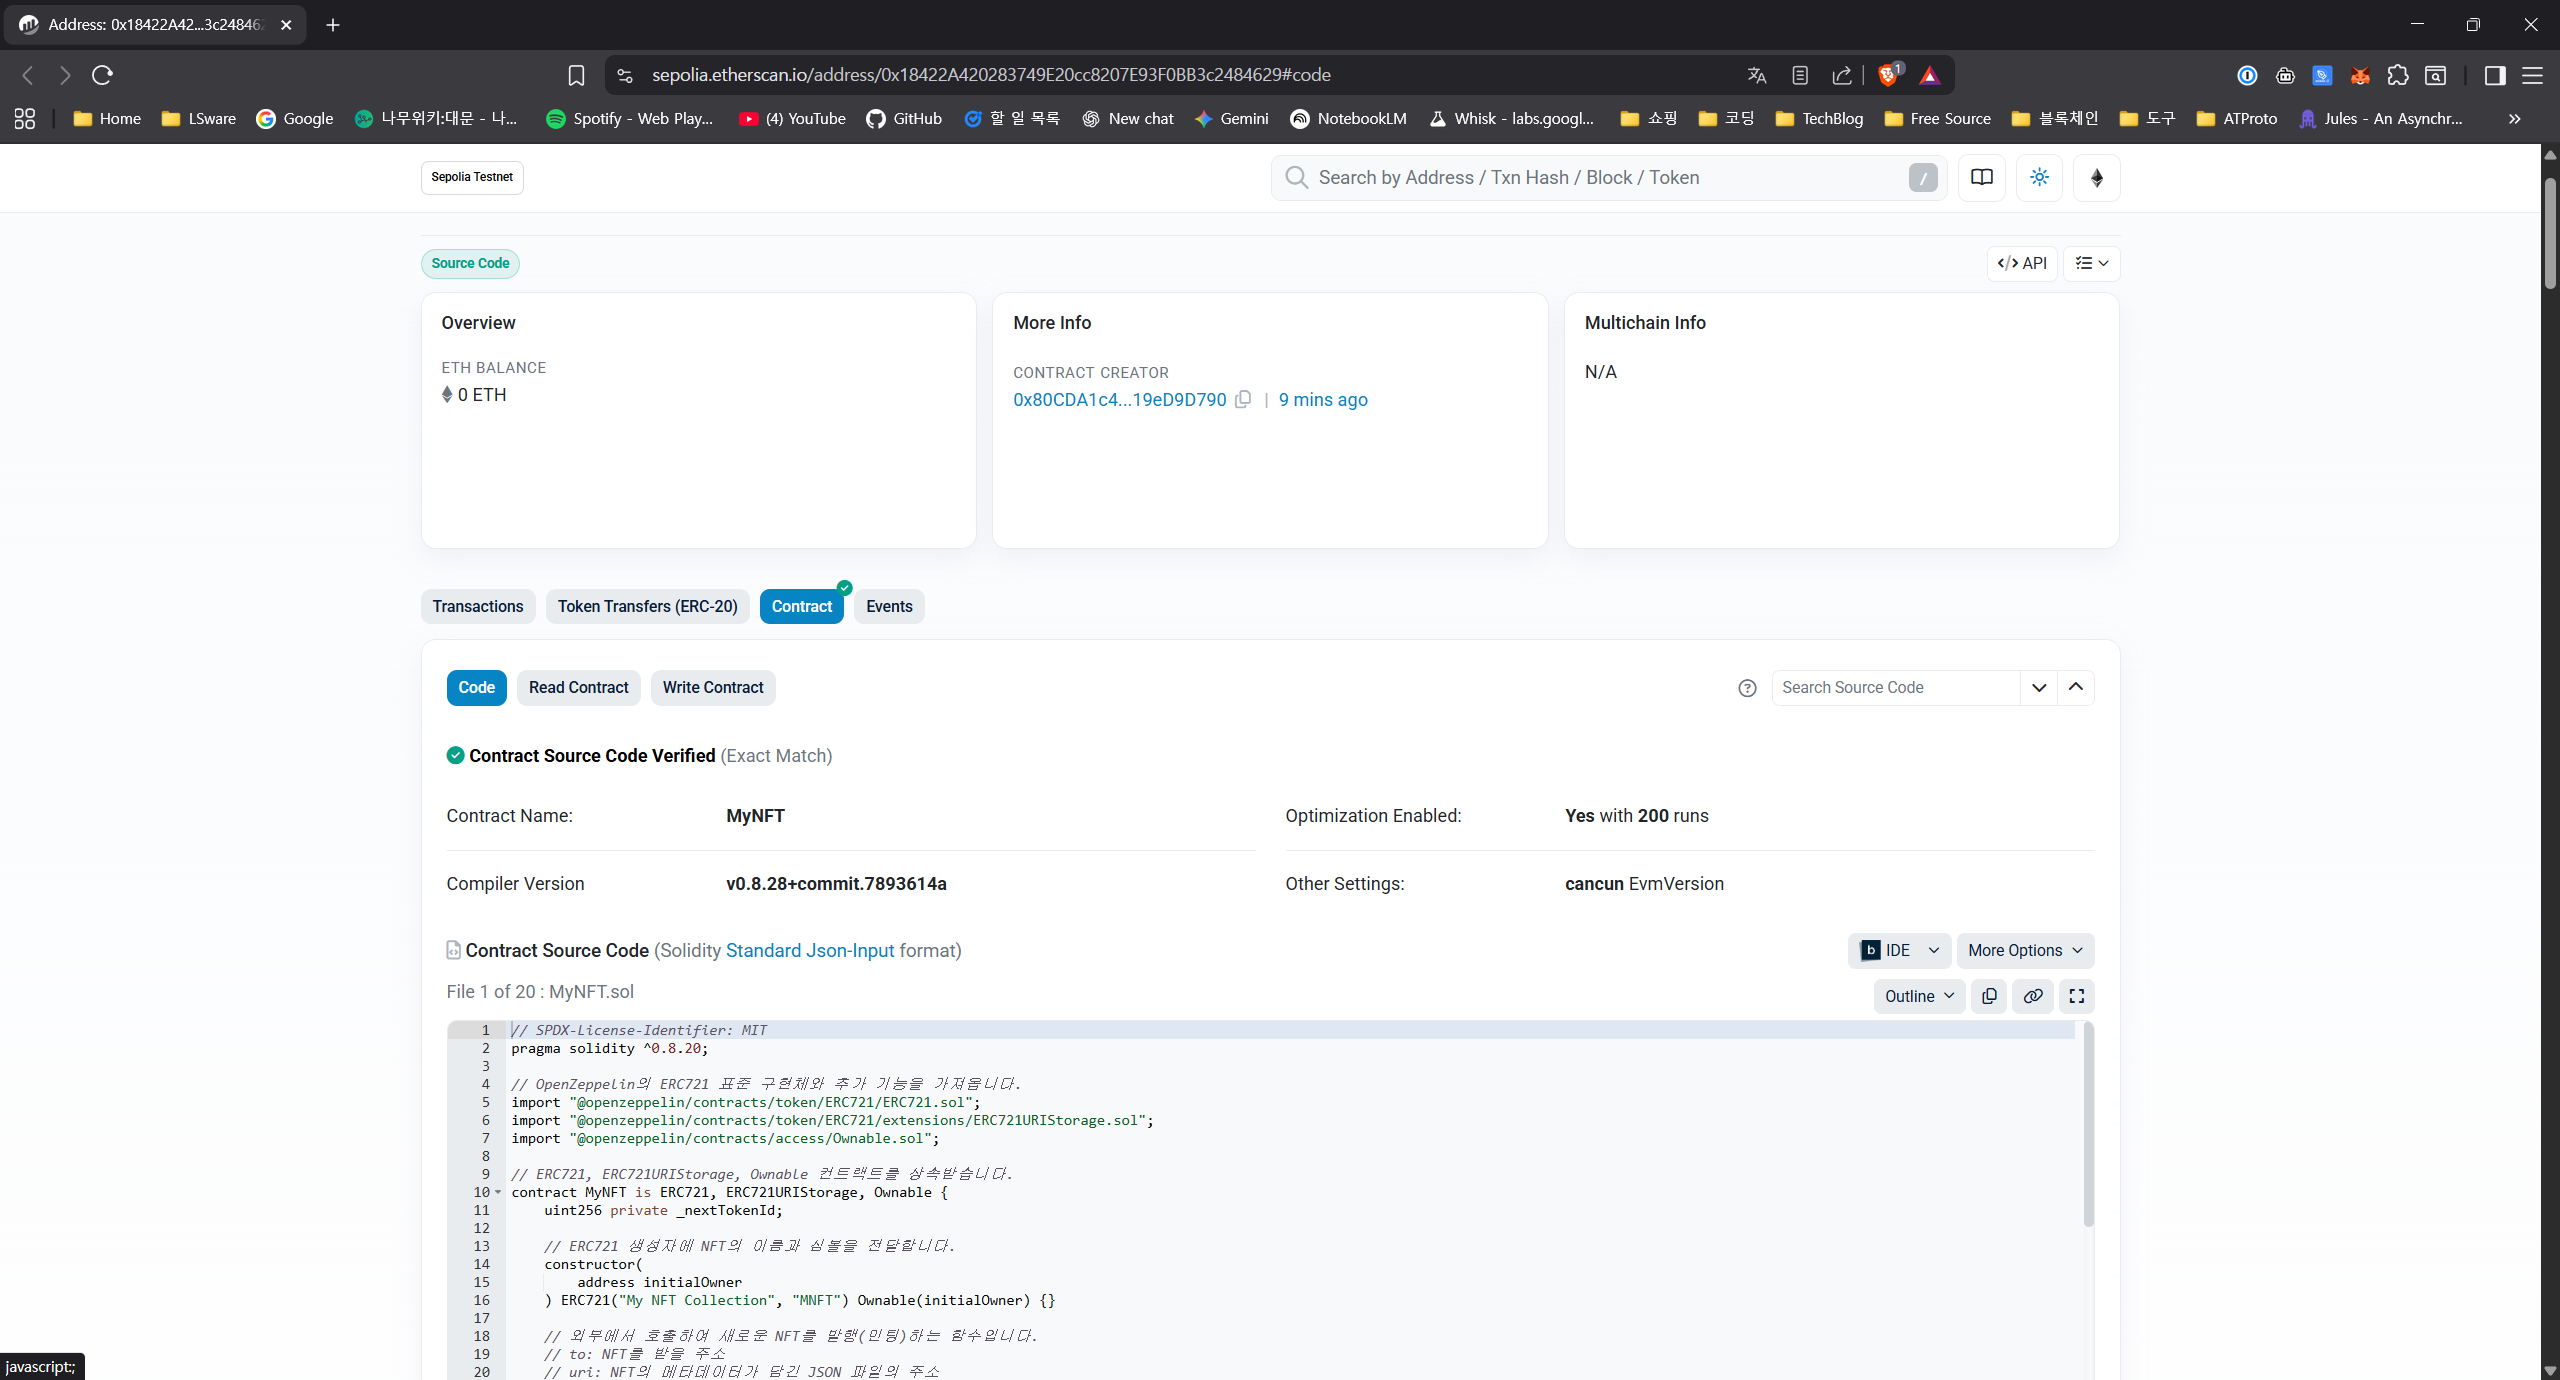 Address: 0x18422A42...3c24846
sepolia.etherscan.io/address/0x18422A420283749E20cc8207E93F0BB3c2484629#code
1
Home LSware Google 나무위키:대문 - 나... Spotify - Web Play... (4) YouTube GitHub 할 일 목록 New chat Gemini NotebookLM Whisk - labs.googl... 쇼핑 코딩 TechBlog Free Source 블록체인 도구 ATProto Jules - An Asynchr... »
Sepolia Testnet
Search by Address / Txn Hash / Block / Token /
Source Code
</> API
Overview
ETH BALANCE
0 ETH
More Info
CONTRACT CREATOR
0x80CDA1c4...19eD9D790 | 9 mins ago
Multichain Info
N/A
Transactions Token Transfers (ERC-20) Contract Events
Code Read Contract Write Contract
Search Source Code
Contract Source Code Verified (Exact Match)
Contract Name: MyNFT
Optimization Enabled: Yes with 200 runs
Compiler Version v0.8.28+commit.7893614a
Other Settings: cancun EvmVersion
Contract Source Code (Solidity Standard Json-Input format)
b IDE More Options
File 1 of 20 : MyNFT.sol
Outline
1 // SPDX-License-Identifier: MIT
2 pragma solidity ^0.8.20;
3
4 // OpenZeppelin의 ERC721 표준 구현체와 추가 기능을 가져옵니다.
5 import "@openzeppelin/contracts/token/ERC721/ERC721.sol";
6 import "@openzeppelin/contracts/token/ERC721/extensions/ERC721URIStorage.sol";
7 import "@openzeppelin/contracts/access/Ownable.sol";
8
9 // ERC721, ERC721URIStorage, Ownable 컨트랙트를 상속받습니다.
10 contract MyNFT is ERC721, ERC721URIStorage, Ownable {
11 uint256 private _nextTokenId;
12
13 // ERC721 생성자에 NFT의 이름과 심볼을 전달합니다.
14 constructor(
15 address initialOwner
16 ) ERC721("My NFT Collection", "MNFT") Ownable(initialOwner) {}
17
18 // 외부에서 호출하여 새로운 NFT를 발행(민팅)하는 함수입니다.
19 // to: NFT를 받을 주소
20 // uri: NFT의 메타데이터가 담긴 JSON 파일의 주소
javascript:;